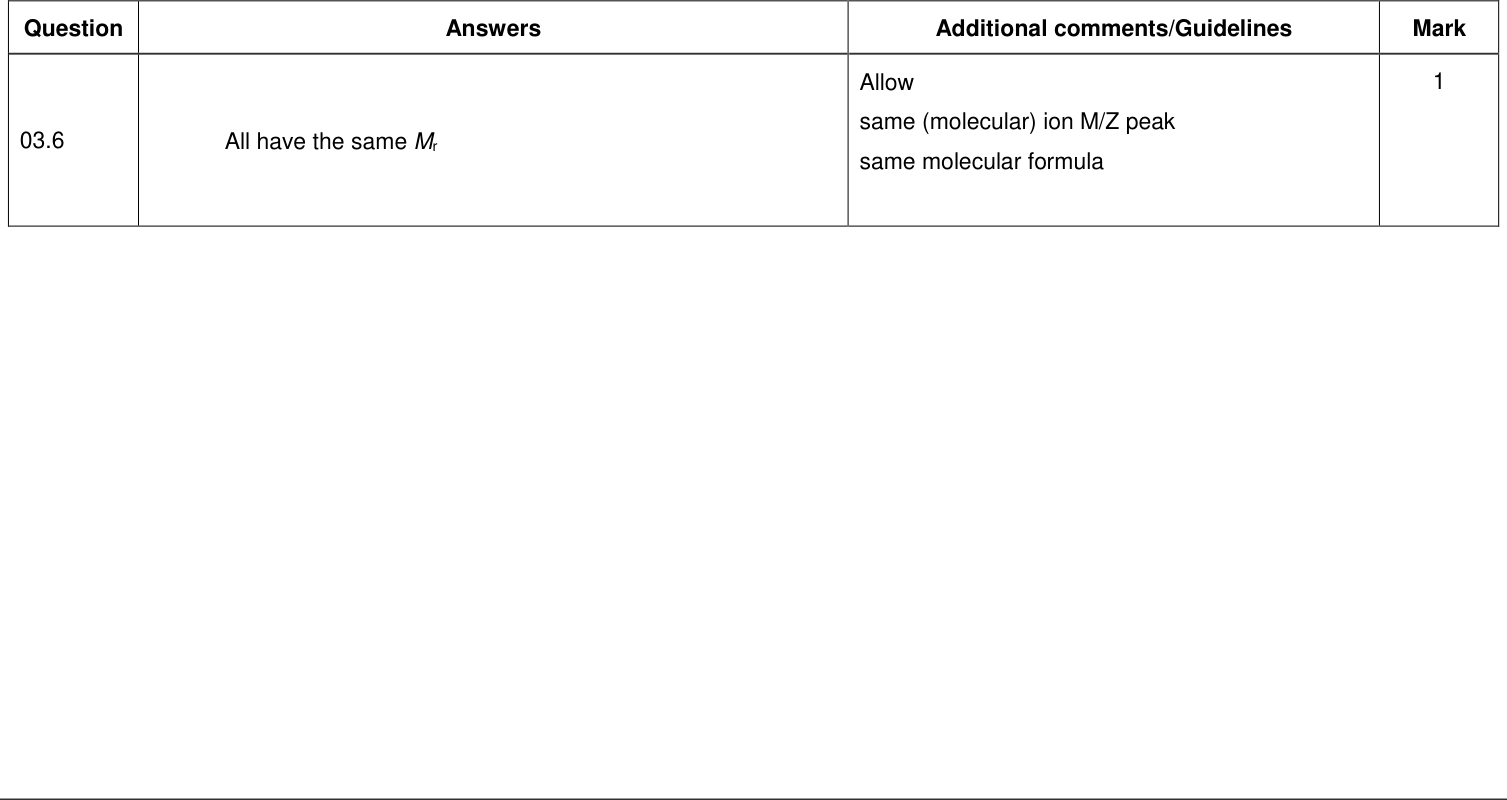 Question Answers Additional comments/Guidelines Mark
03.6 All have the same Mr
Allow
same (molecular) ion M/Z peak
same molecular formula
1